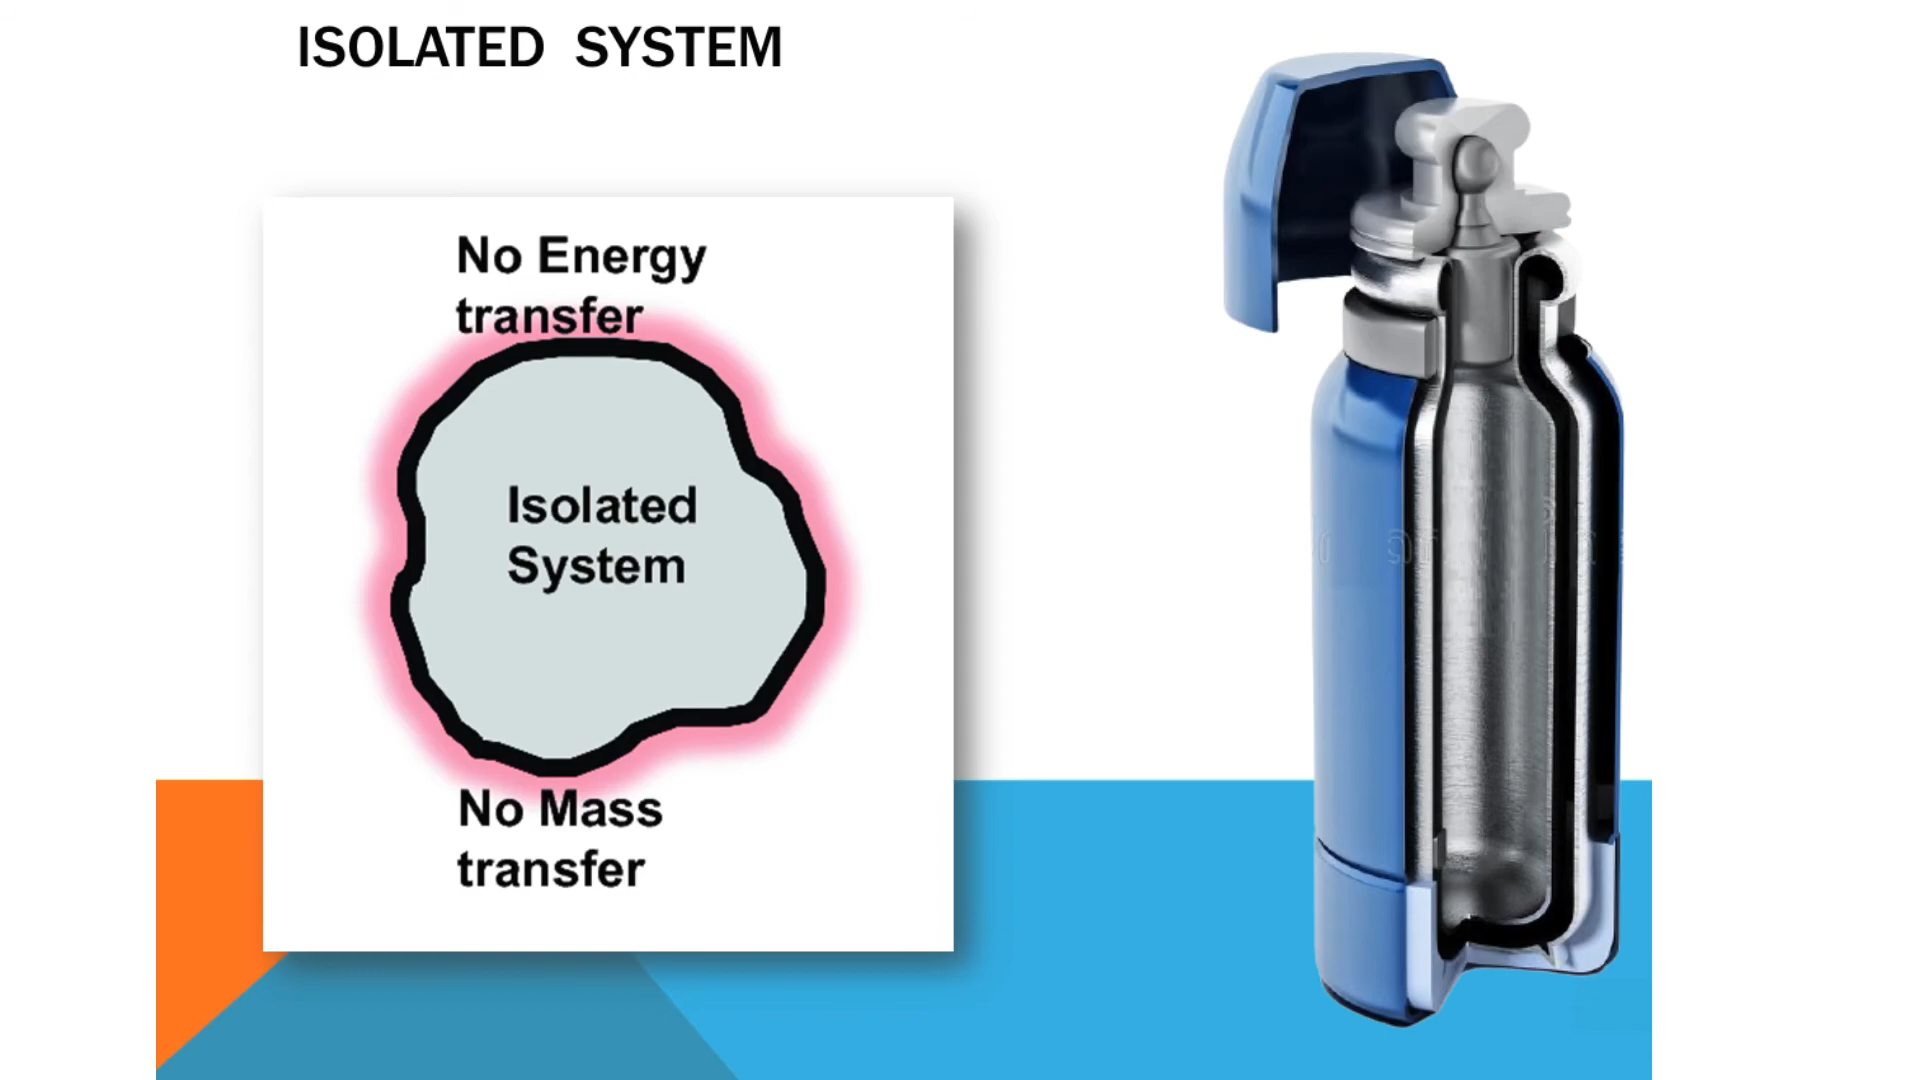 ISOLATED SYSTEM
No Energy
transfer
Isolated
System
No Mass
transfer